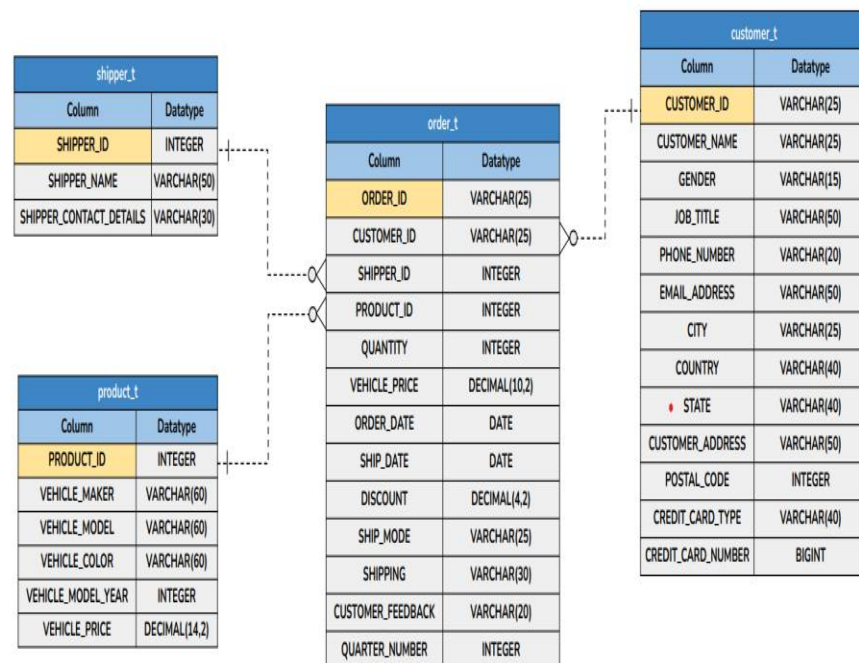 shipper_t
Column Datatype
SHIPPER_ID INTEGER
SHIPPER_NAME VARCHAR(50)
SHIPPER_CONTACT_DETAILS VARCHAR(30)
product_t
Column Datatype
PRODUCT_ID INTEGER
VEHICLE_MAKER VARCHAR(60)
VEHICLE_MODEL VARCHAR(60)
VEHICLE_COLOR VARCHAR(60)
VEHICLE_MODEL_YEAR INTEGER
VEHICLE_PRICE DECIMAL(14,2)
order_t
Column Datatype
ORDER_ID VARCHAR(25)
CUSTOMER_ID VARCHAR(25)
SHIPPER_ID INTEGER
PRODUCT_ID INTEGER
QUANTITY INTEGER
VEHICLE_PRICE DECIMAL(10,2)
ORDER_DATE DATE
SHIP_DATE DATE
DISCOUNT DECIMAL(4,2)
SHIP_MODE VARCHAR(25)
SHIPPING VARCHAR(30)
CUSTOMER_FEEDBACK VARCHAR(20)
QUARTER_NUMBER INTEGER
customer_t
Column Datatype
CUSTOMER_ID VARCHAR(25)
CUSTOMER_NAME VARCHAR(25)
GENDER VARCHAR(15)
JOB_TITLE VARCHAR(50)
PHONE_NUMBER VARCHAR(20)
EMAIL_ADDRESS VARCHAR(50)
CITY VARCHAR(25)
COUNTRY VARCHAR(40)
STATE VARCHAR(40)
CUSTOMER_ADDRESS VARCHAR(50)
POSTAL_CODE INTEGER
CREDIT_CARD_TYPE VARCHAR(40)
CREDIT_CARD_NUMBER BIGINT